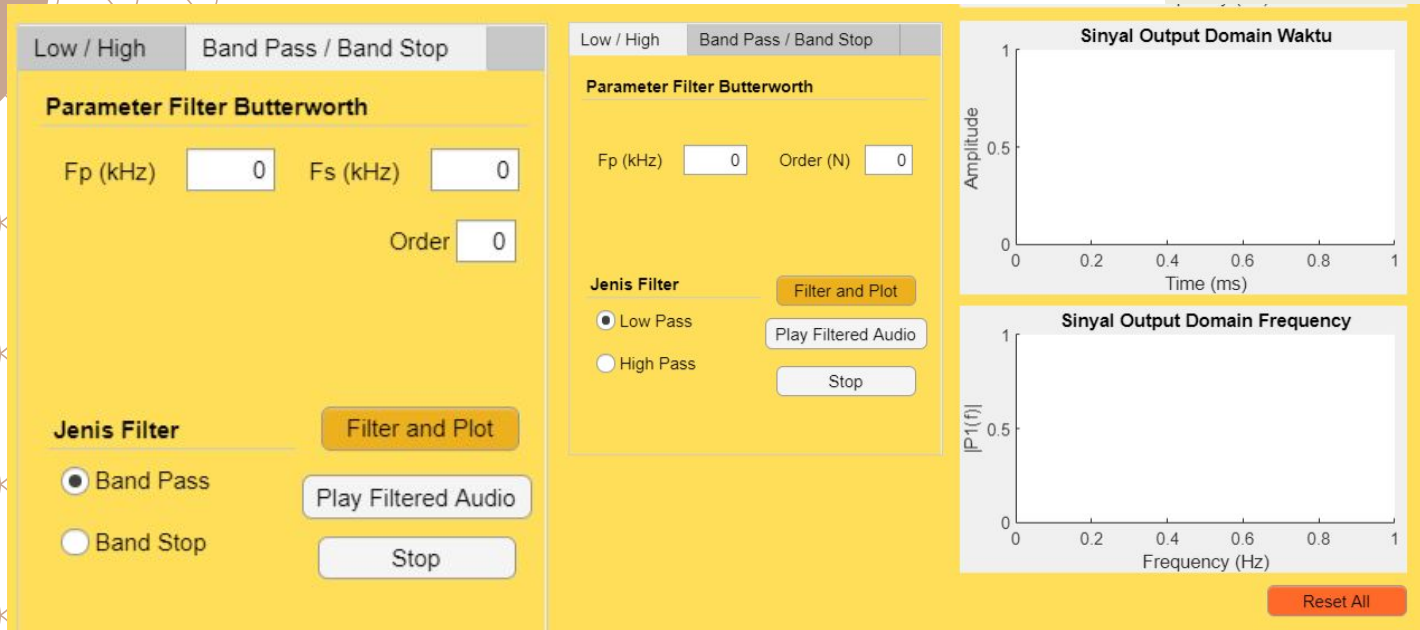 Low / High
Band Pass / Band Stop
Parameter Filter Butterworth
Fp (kHz)
0
Fs (kHz)
0
Order
0
Jenis Filter
Filter and Plot
Band Pass
Play Filtered Audio
Band Stop
Stop
Low / High
Band Pass / Band Stop
Parameter Filter Butterworth
Fp (kHz)
0
Order (N)
0
Jenis Filter
Filter and Plot
Low Pass
Play Filtered Audio
High Pass
Stop
Sinyal Output Domain Waktu
Amplitude
1
0.5
0
0 0.2 0.4 0.6 0.8 1
Time (ms)
Sinyal Output Domain Frequency
|P1(f)|
1
0.5
0
0 0.2 0.4 0.6 0.8 1
Frequency (Hz)
Reset All